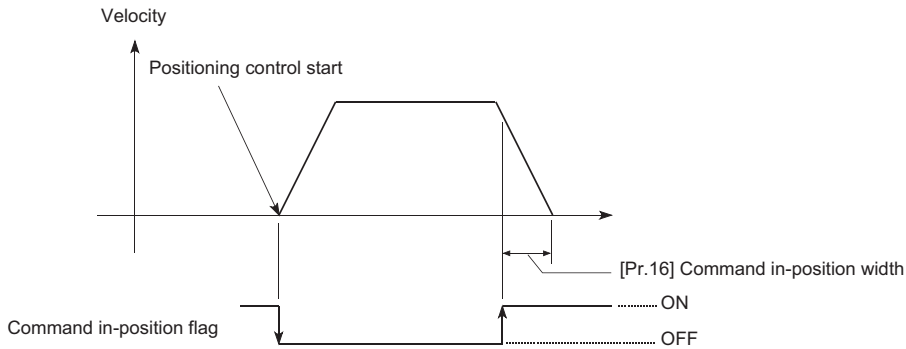 Velocity
Positioning control start
[Pr.16] Command in-position width
ON
Command in-position flag
OFF